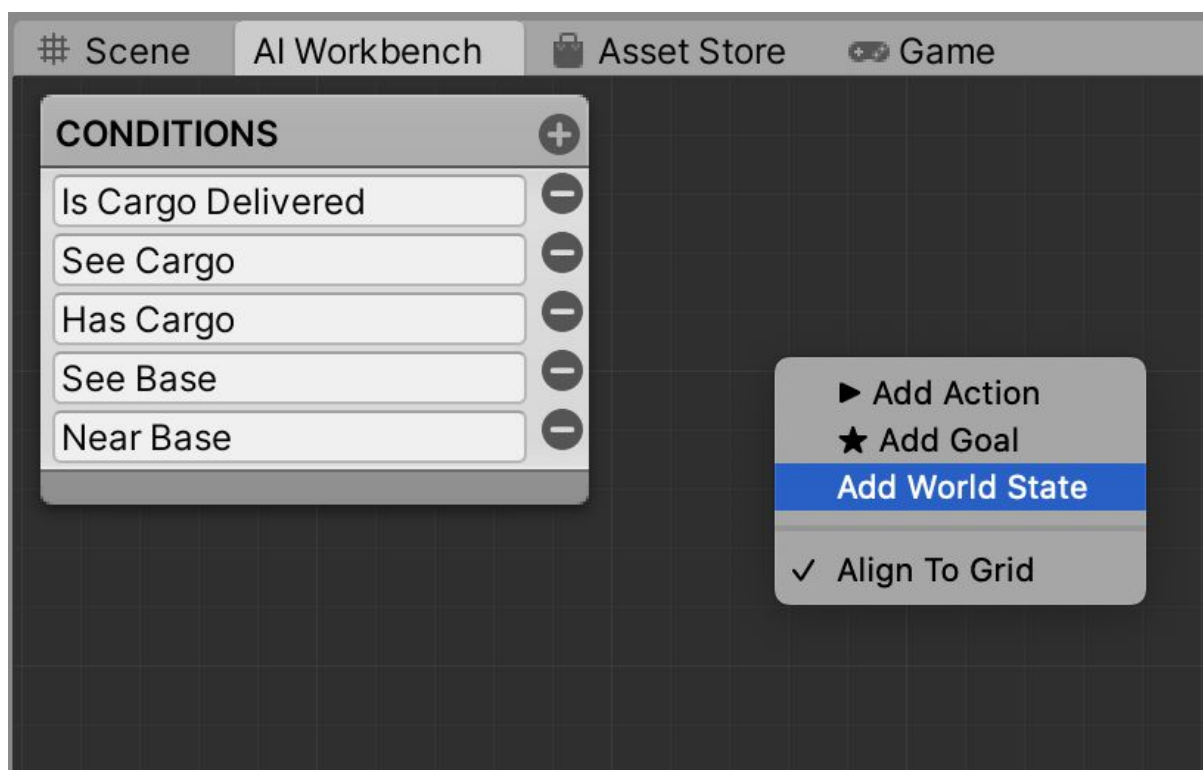 Scene AI Workbench Asset Store Game
CONDITIONS
Is Cargo Delivered
See Cargo
Has Cargo
See Base
Near Base
Add Action
Add Goal
Add World State
Align To Grid